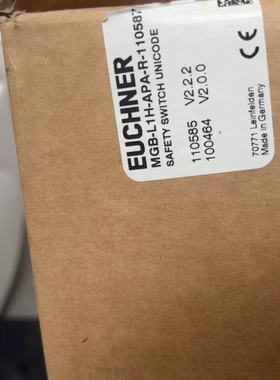 EUCHNER
MGB-L1H-APA-R-110587
SAFETY SWITCH UNICODE
110585 V2.2.2
100464 V2.0.0
70771 Leinfelden
Made in Germany
CE